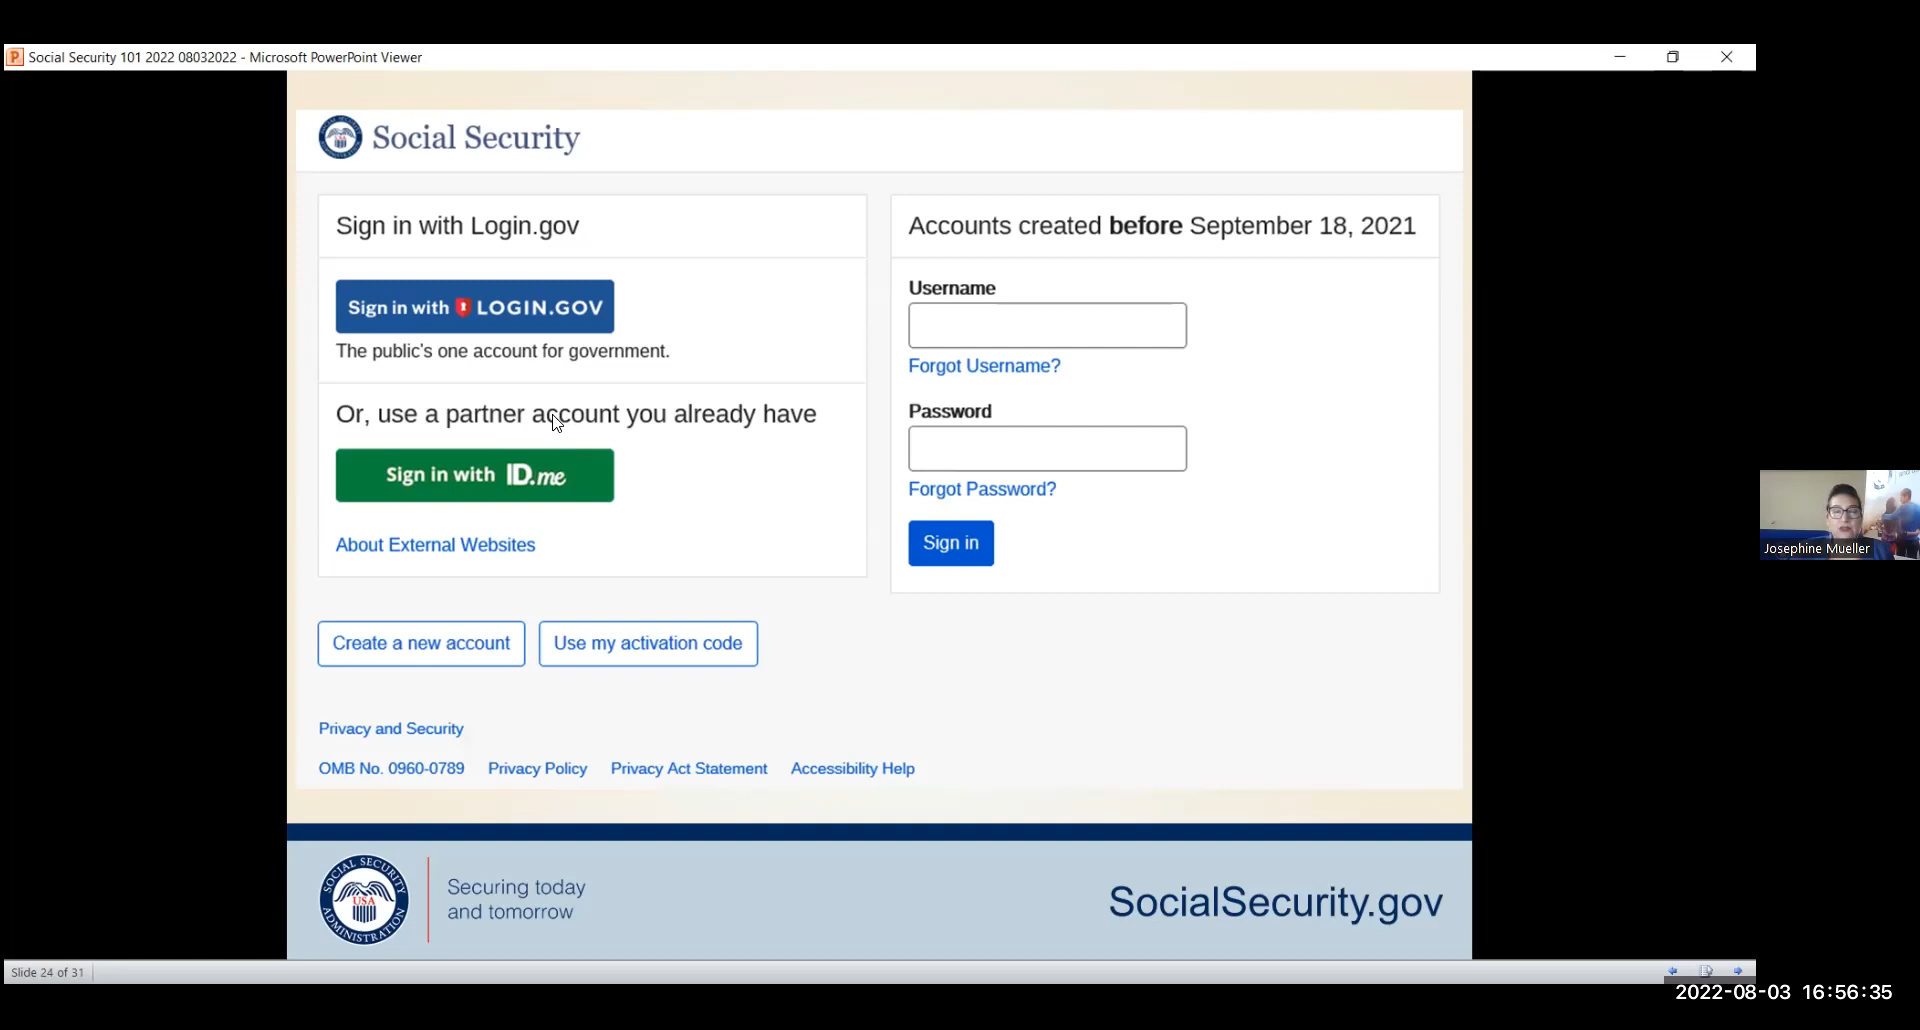 Social Security 101 2022 08032022 - Microsoft PowerPoint Viewer
Social Security
Sign in with Login.gov
Sign in with LOGIN.GOV
The public's one account for government.
Or, use a partner account you already have
Sign in with ID.me
About External Websites
Accounts created before September 18, 2021
Username
Forgot Username?
Password
Forgot Password?
Sign in
Create a new account
Use my activation code
Privacy and Security
OMB No. 0960-0789 Privacy Policy Privacy Act Statement Accessibility Help
SOCIAL SECURITY ADMINISTRATION
USA
Securing today
and tomorrow
SocialSecurity.gov
Josephine Mueller
Slide 24 of 31
2022-08-03 16:56:35